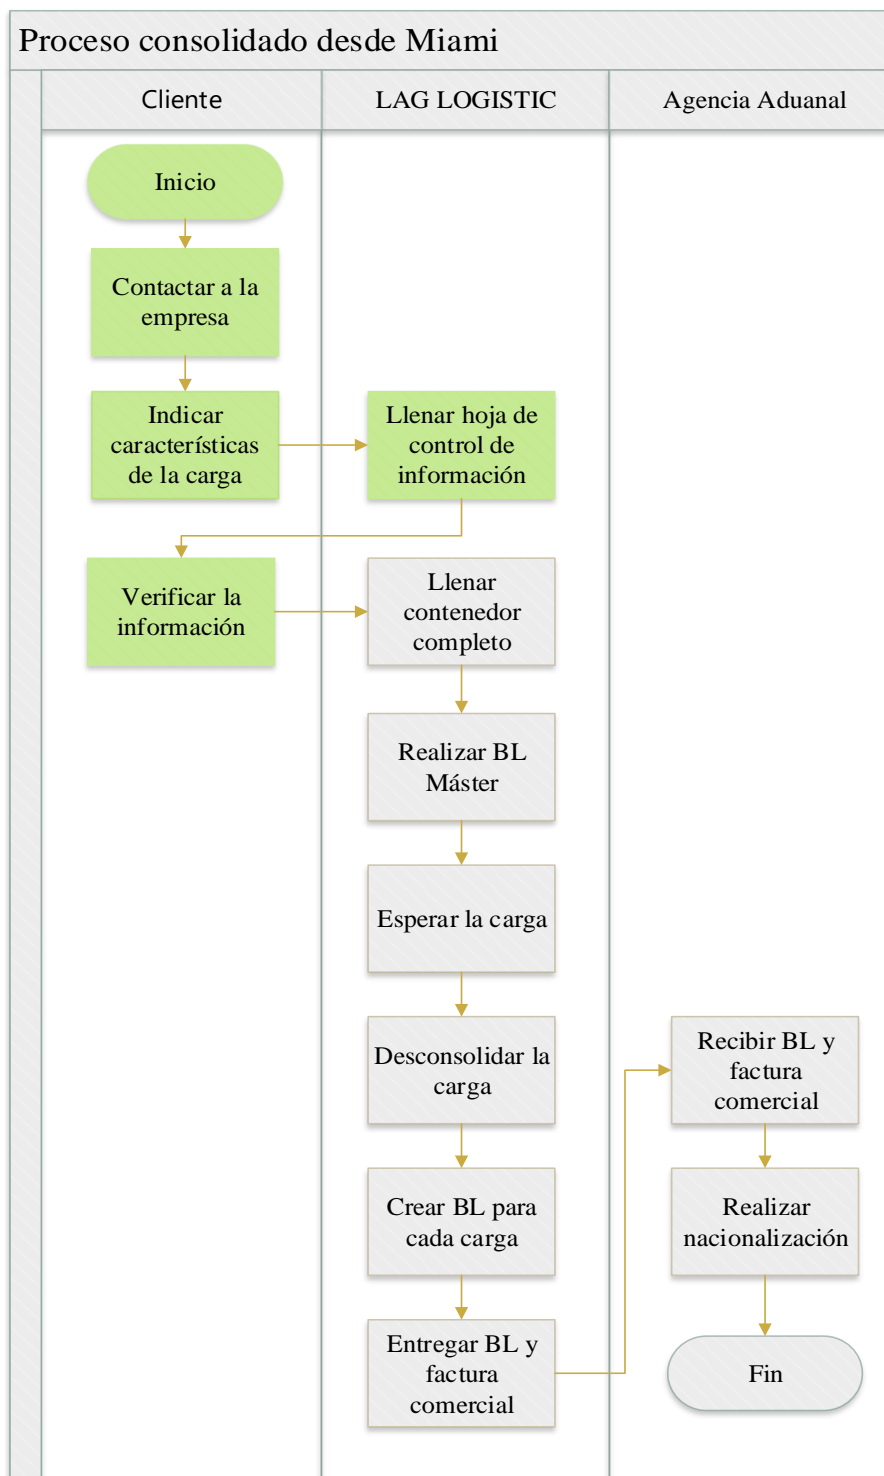 Proceso consolidado desde Miami
Cliente
LAG LOGISTIC
Agencia Aduanal
Inicio
Contactar a la
empresa
Indicar
características
de la carga
Llenar hoja de
control de
información
Verificar la
información
Llenar
contenedor
completo
Realizar BL
Máster
Esperar la carga
Desconsolidar la
carga
Crear BL para
cada carga
Entregar BL y
factura
comercial
Recibir BL y
factura
comercial
Realizar
nacionalización
Fin